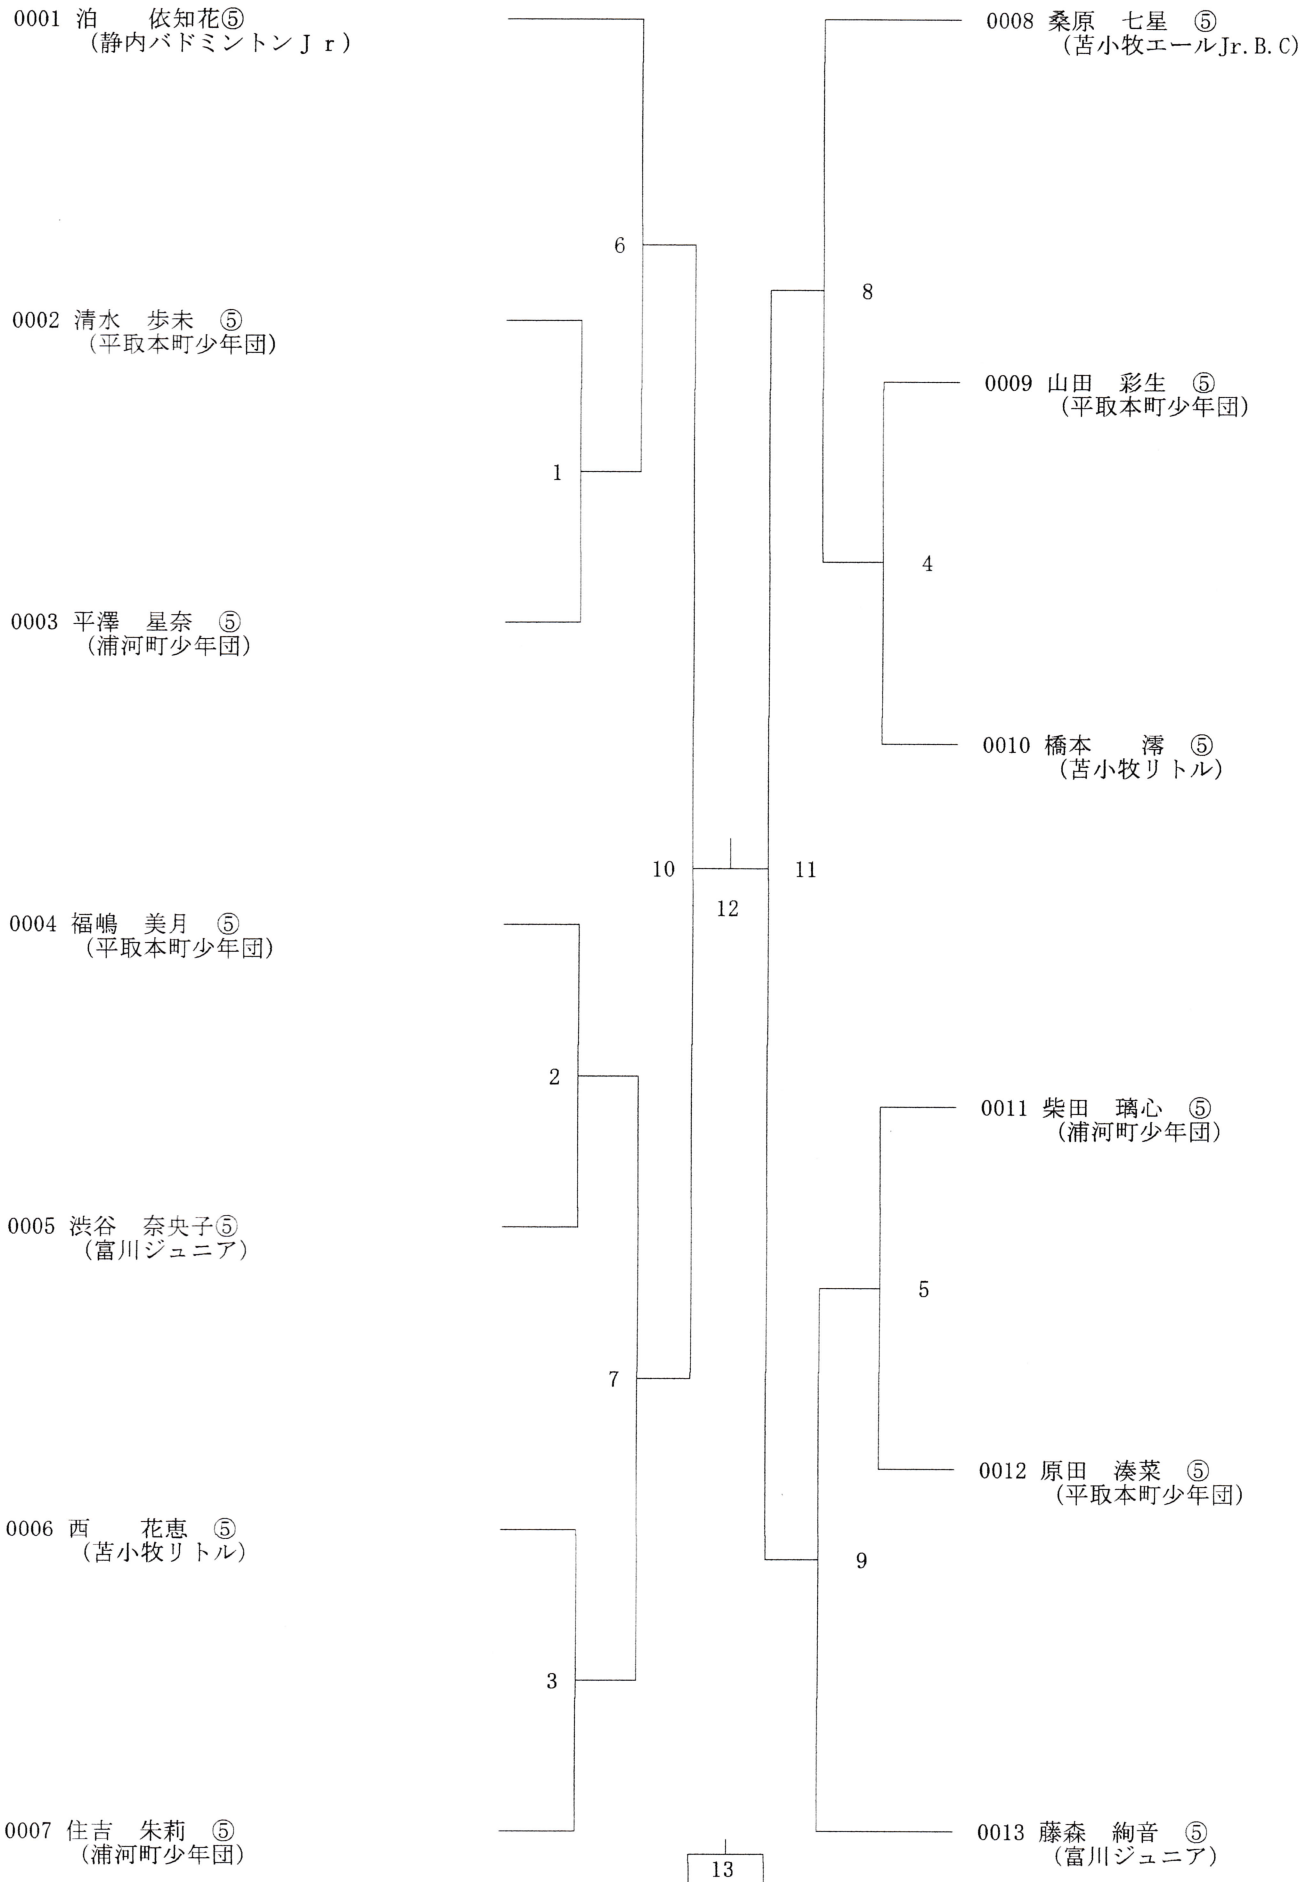 0001 泊　　依知花⑤
(静内バドミントンＪｒ)
0002 清水　歩未　⑤
(平取本町少年団)
0003 平澤　星奈　⑤
(浦河町少年団)
0004 福嶋　美月　⑤
(平取本町少年団)
0005 渋谷　奈央子⑤
(富川ジュニア)
0006 西　　花恵　⑤
(苫小牧リトル)
0007 住吉　朱莉　⑤
(浦河町少年団)
6
1
10
2
7
3
12
13
11
8
4
5
9
0008 桑原　七星　⑤
(苫小牧エールJr.B.C)
0009 山田　彩生　⑤
(平取本町少年団)
0010 橋本　　澪　⑤
(苫小牧リトル)
0011 柴田　璃心　⑤
(浦河町少年団)
0012 原田　湊菜　⑤
(平取本町少年団)
0013 藤森　絢音　⑤
(富川ジュニア)